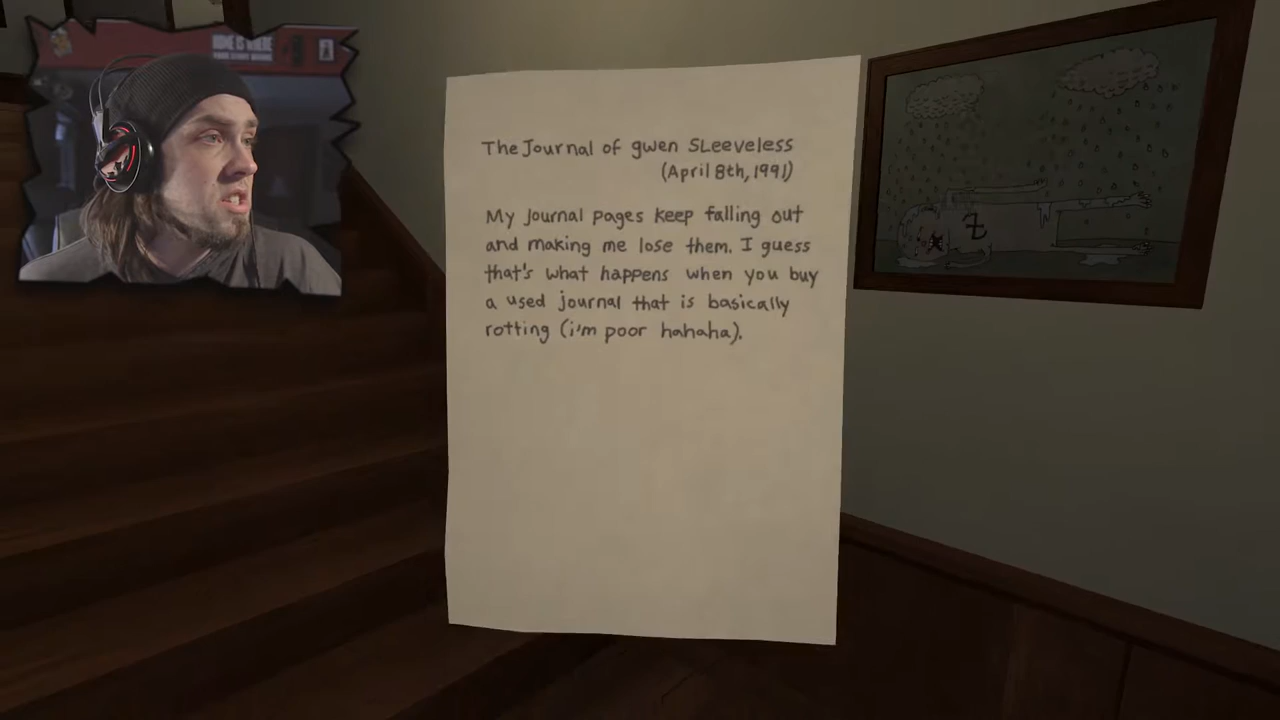 The Journal of gwen SLeeveless
(April 8th, 1991)
My Journal pages keep falling out
and making me lose them. I guess
that's what happens when you buy
a used journal that is basically
rotting (i'm poor hahaha).